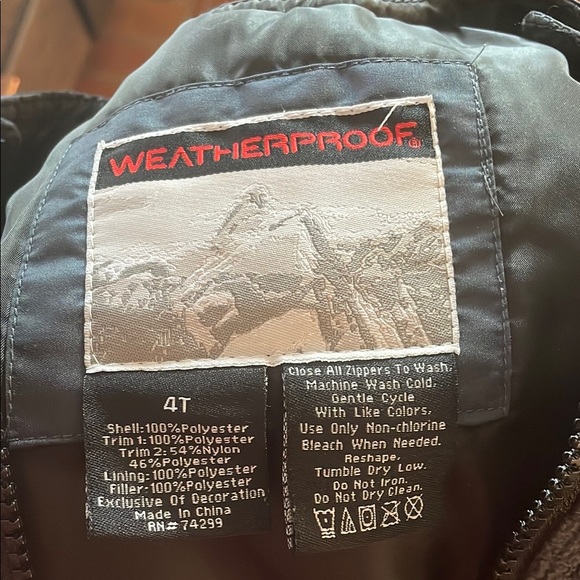 WEATHERPROOF®
4T
Shell:100%Polyester
Trim 1:100%Polyester
Trim 2:54%Nylon
46%Polyester
Lining:100%Polyester
Filler:100%Polyester
Exclusive Of Decoration
Made In China
RN#74299
Close All Zippers To Wash,
Machine Wash Cold,
Gentle Cycle
With Like Colors,
Use Only Non-chlorine
Bleach When Needed.
Reshape,
Tumble Dry Low.
Do Not Iron.
Do Not Dry Clean.